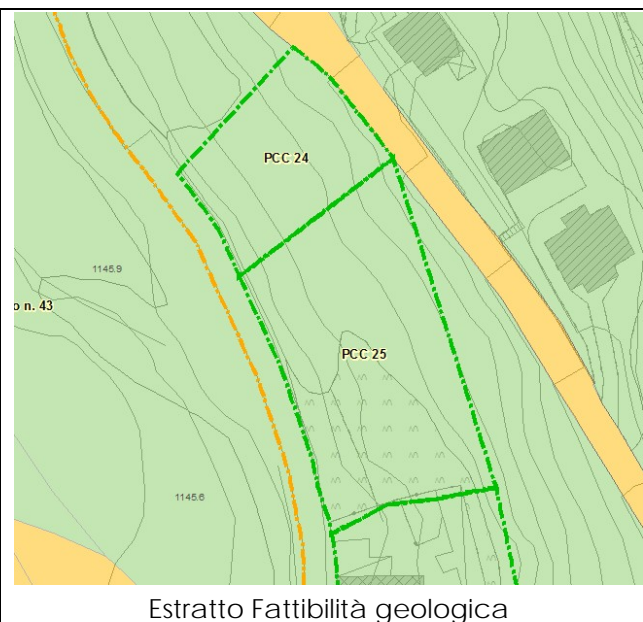 PCC 24
1145.9
o n. 43
PCC 25
1145.6
Estratto Fattibilità geologica